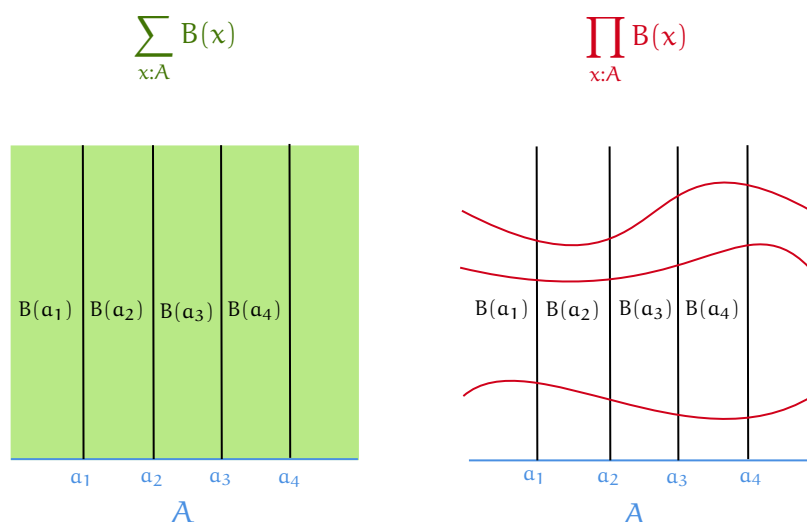 ∑ B(x)
x:A
∏ B(x)
x:A
B(a₁) B(a₂) B(a₃) B(a₄)
B(a₁) B(a₂) B(a₃) B(a₄)
a₁ a₂ a₃ a₄
a₁ a₂ a₃ a₄
A
A